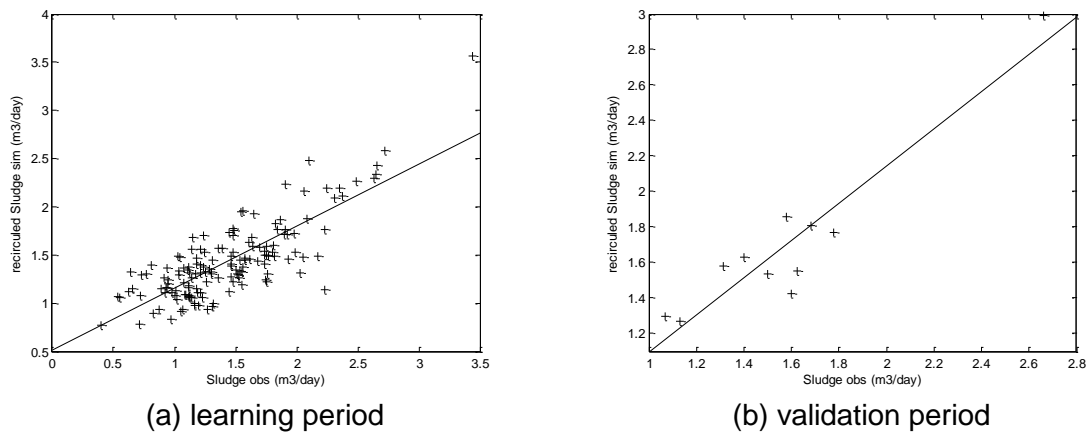 4
3.5
3
2.5
2
1.5
1
0.5
recirculed Sludge sim (m3/day)
0 0.5 1 1.5 2 2.5 3 3.5
Sludge obs (m3/day)
(a) learning period
3
2.8
2.6
2.4
2.2
2
1.8
1.6
1.4
1.2
recirculed Sludge sim (m3/day)
1 1.2 1.4 1.6 1.8 2 2.2 2.4 2.6 2.8
Sludge obs (m3/day)
(b) validation period